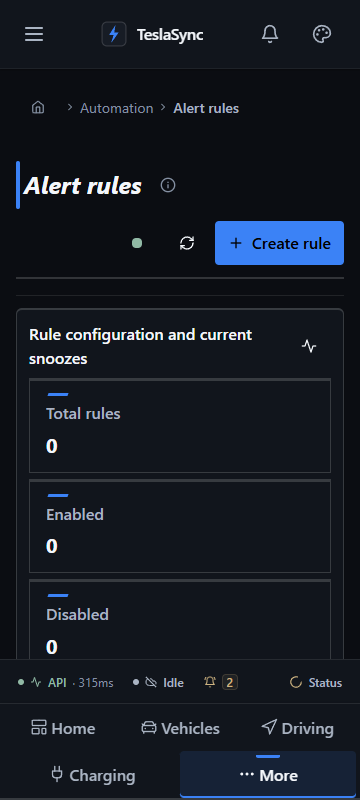 TeslaSync
Automation Alert rules
Alert rules
Create rule
Rule configuration and current
snoozes
Total rules
0
Enabled
0
Disabled
0
API · 315ms Idle 2 Status
Home Vehicles Driving
Charging More